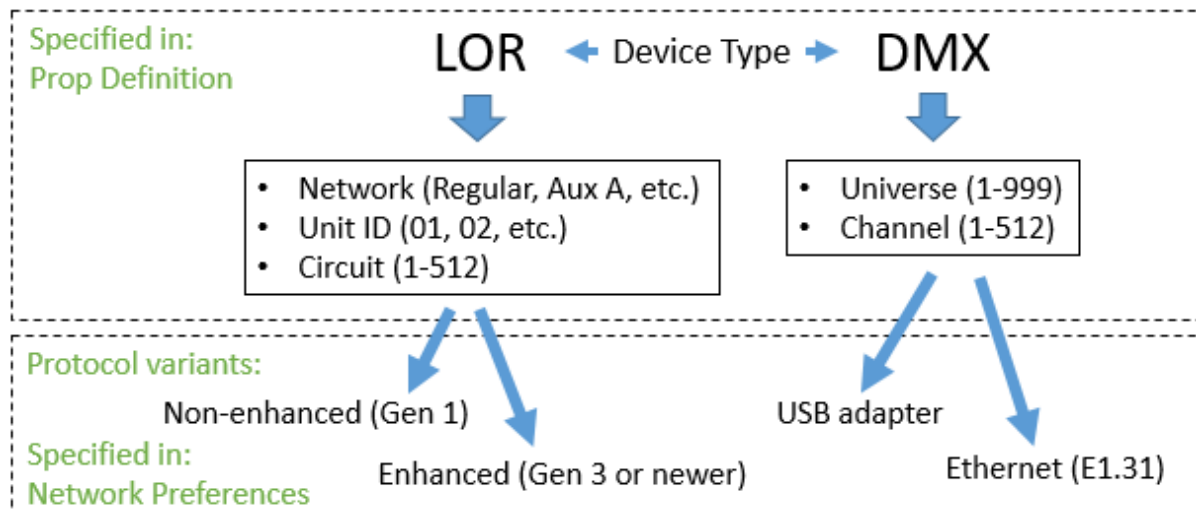 Specified in:
Prop Definition
LOR
Device Type
DMX
• Network (Regular, Aux A, etc.)
• Unit ID (01, 02, etc.)
• Circuit (1-512)
• Universe (1-999)
• Channel (1-512)
Protocol variants:
Non-enhanced (Gen 1)
USB adapter
Specified in:
Network Preferences
Enhanced (Gen 3 or newer)
Ethernet (E1.31)